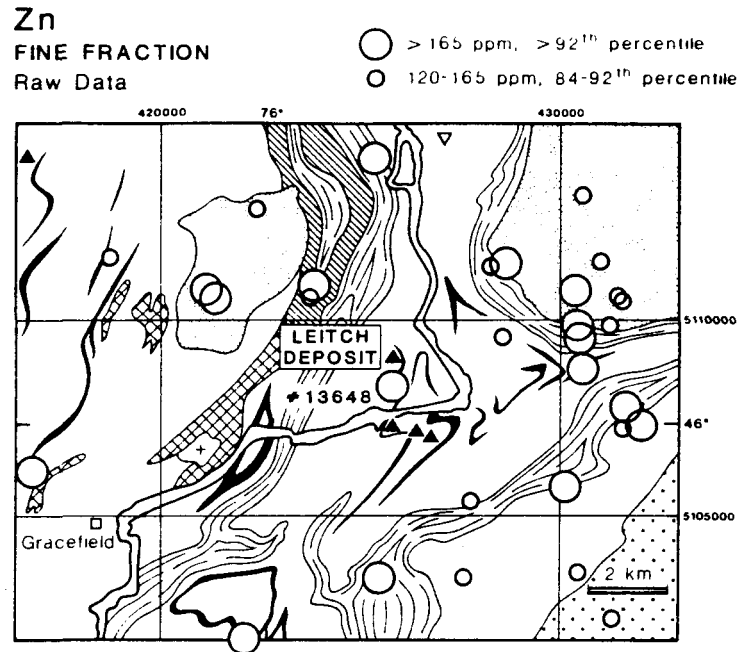 Zn
FINE FRACTION
Raw Data
> 165 ppm, > 92th percentile
120-165 ppm, 84-92th percentile
420000 76° 430000
5110000
LEITCH
DEPOSIT
# 13648
46°
5105000
Gracefield
2 km